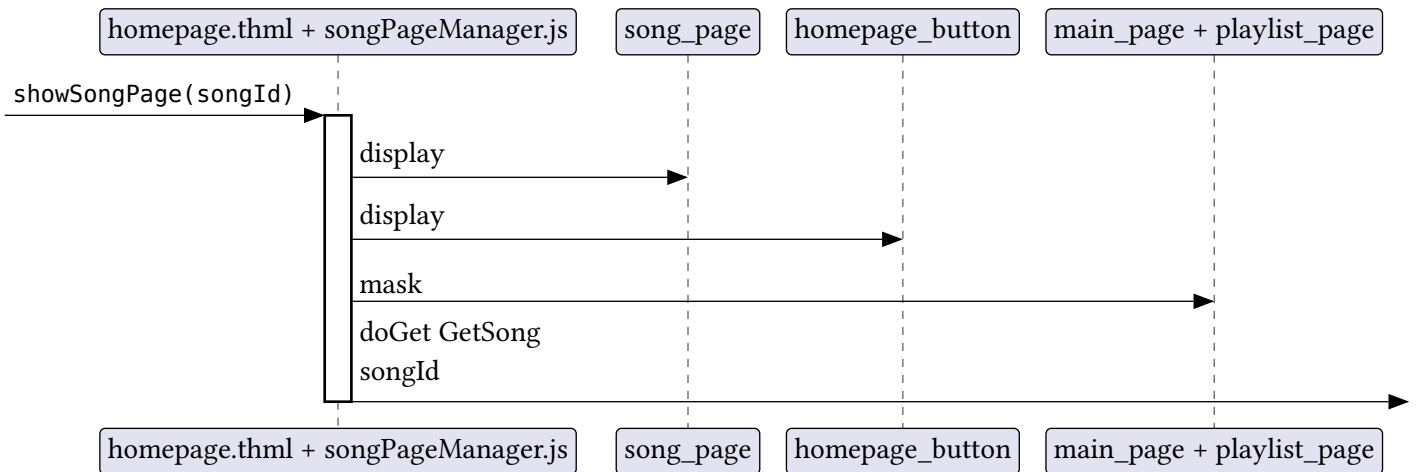 homepage.thml + songPageManager.js
song_page
homepage_button
main_page + playlist_page
showSongPage(songId)
display
display
mask
doGet GetSong
songId
homepage.thml + songPageManager.js
song_page
homepage_button
main_page + playlist_page